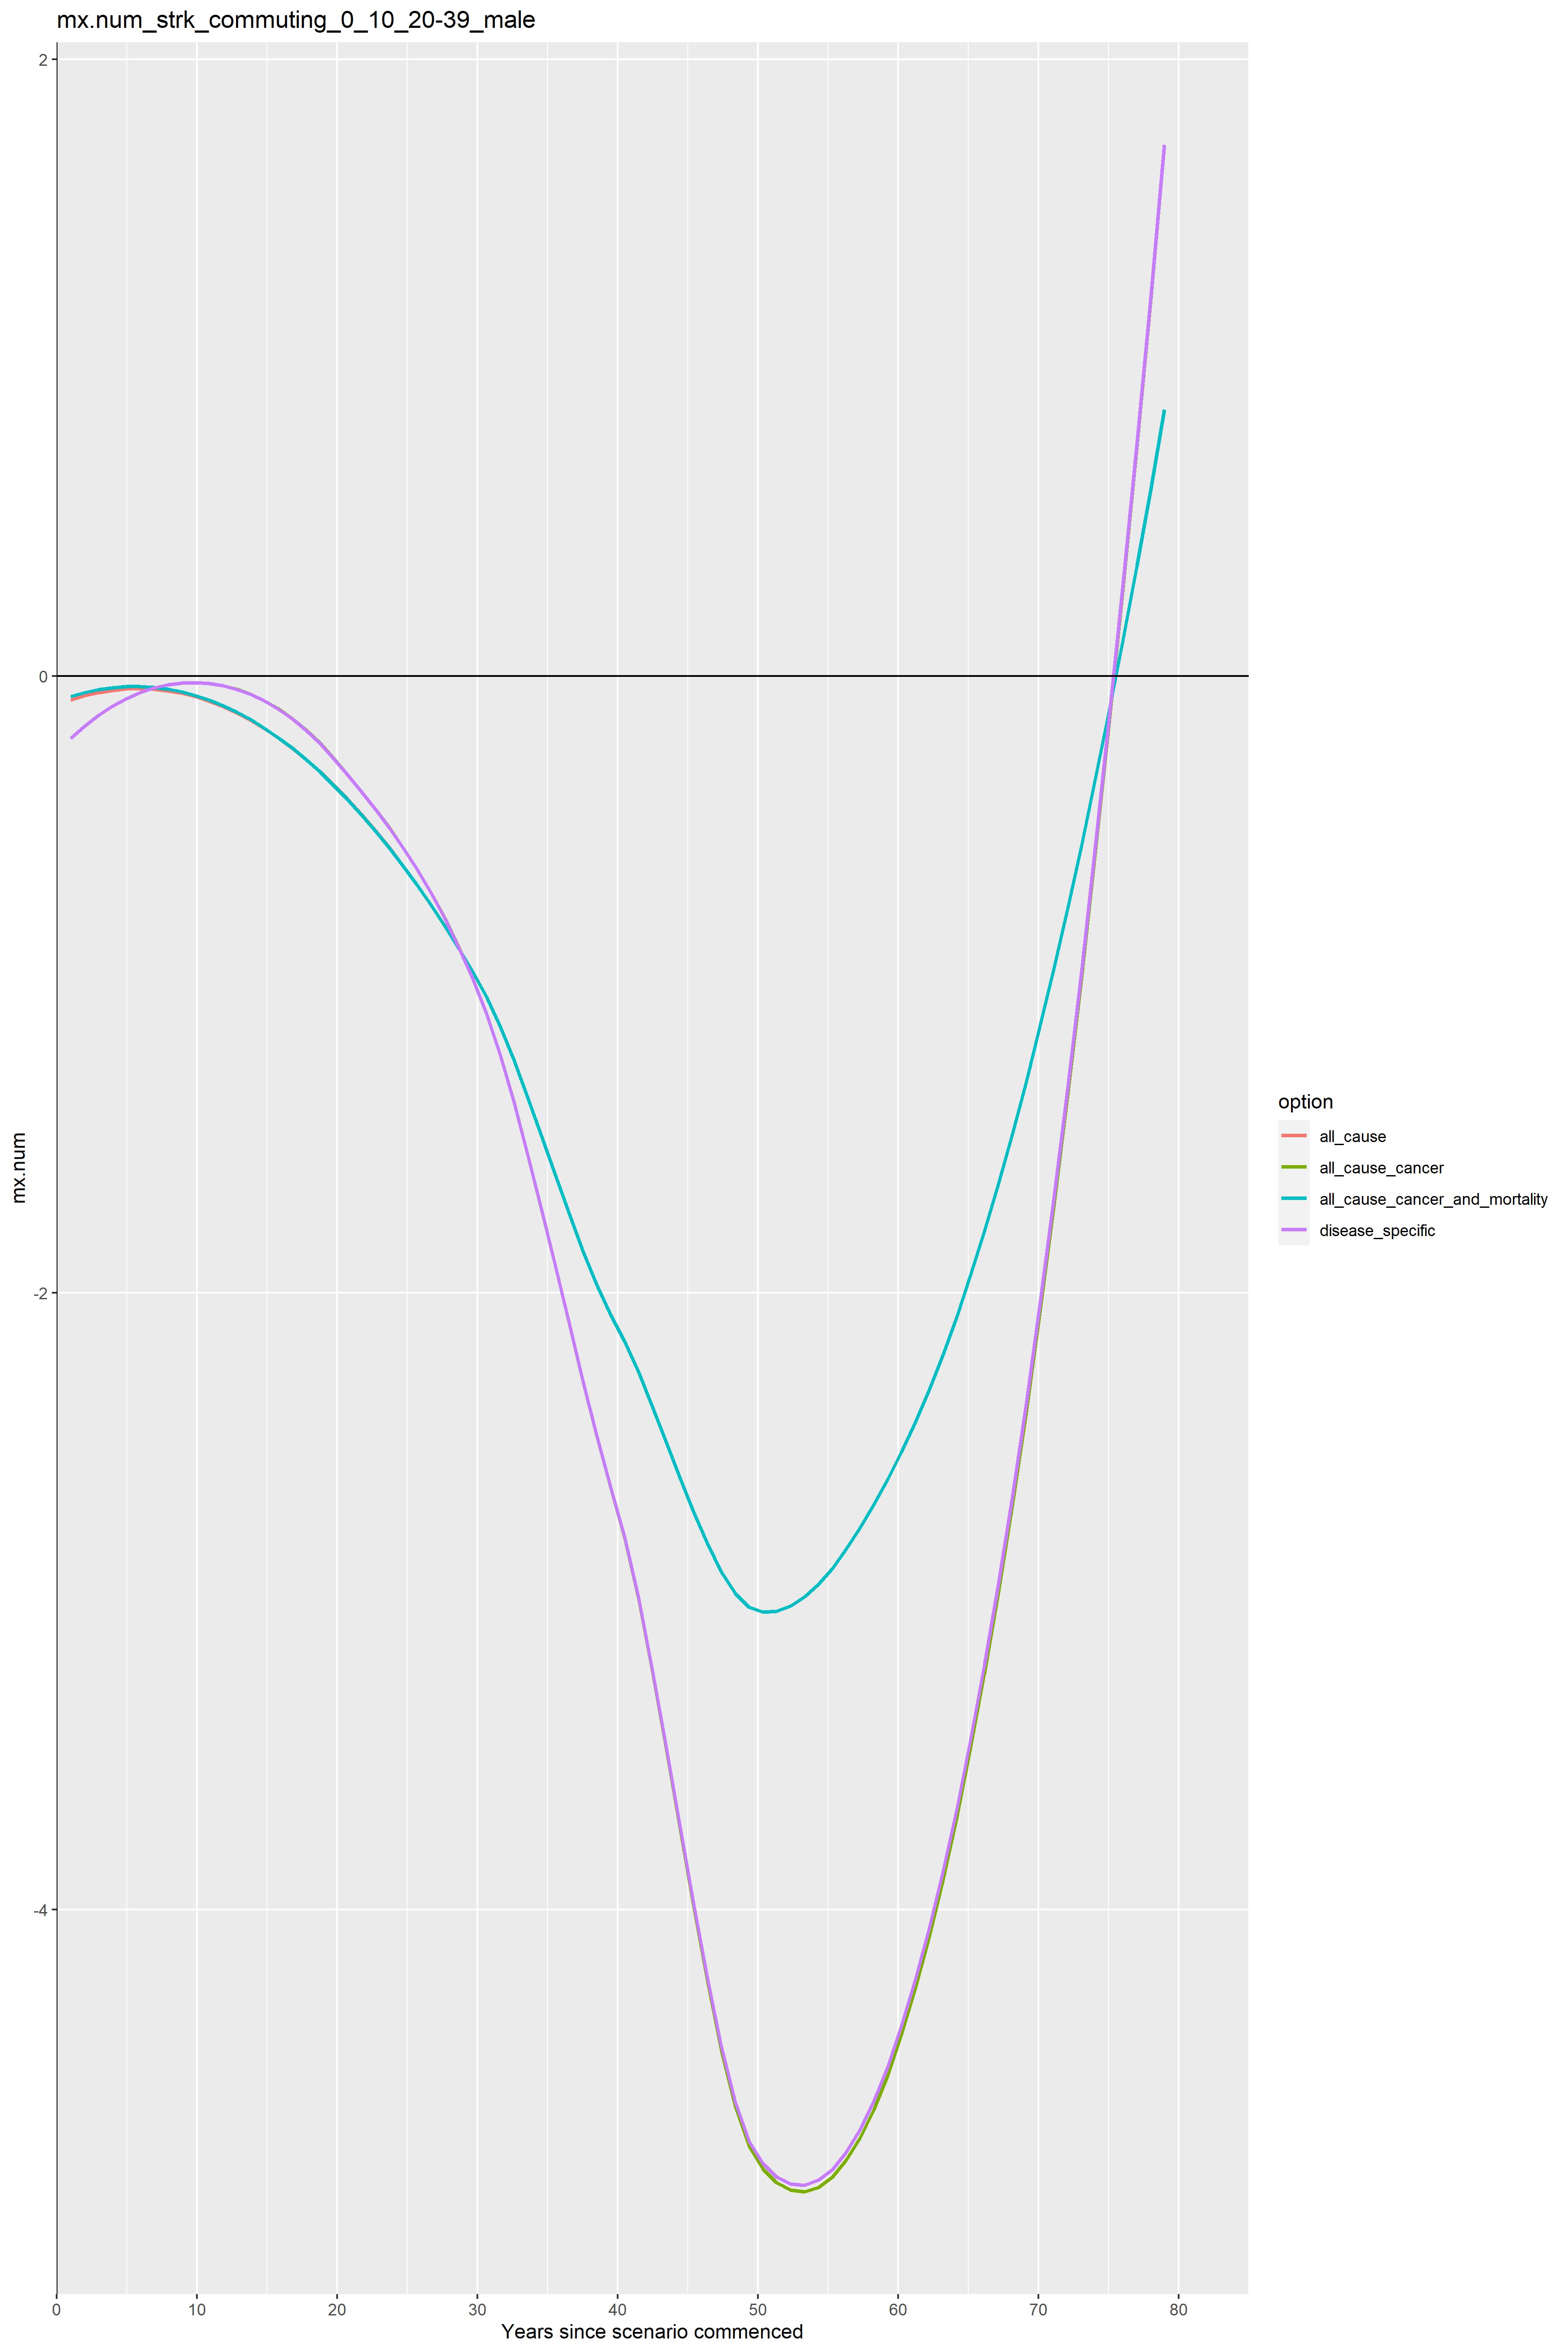 mx.num_strk_commuting_0_10_20-39_male
2
0
-2
-4
mx.num
0 10 20 30 40 50 60 70 80
Years since scenario commenced
option
all_cause
all_cause_cancer
all_cause_cancer_and_mortality
disease_specific